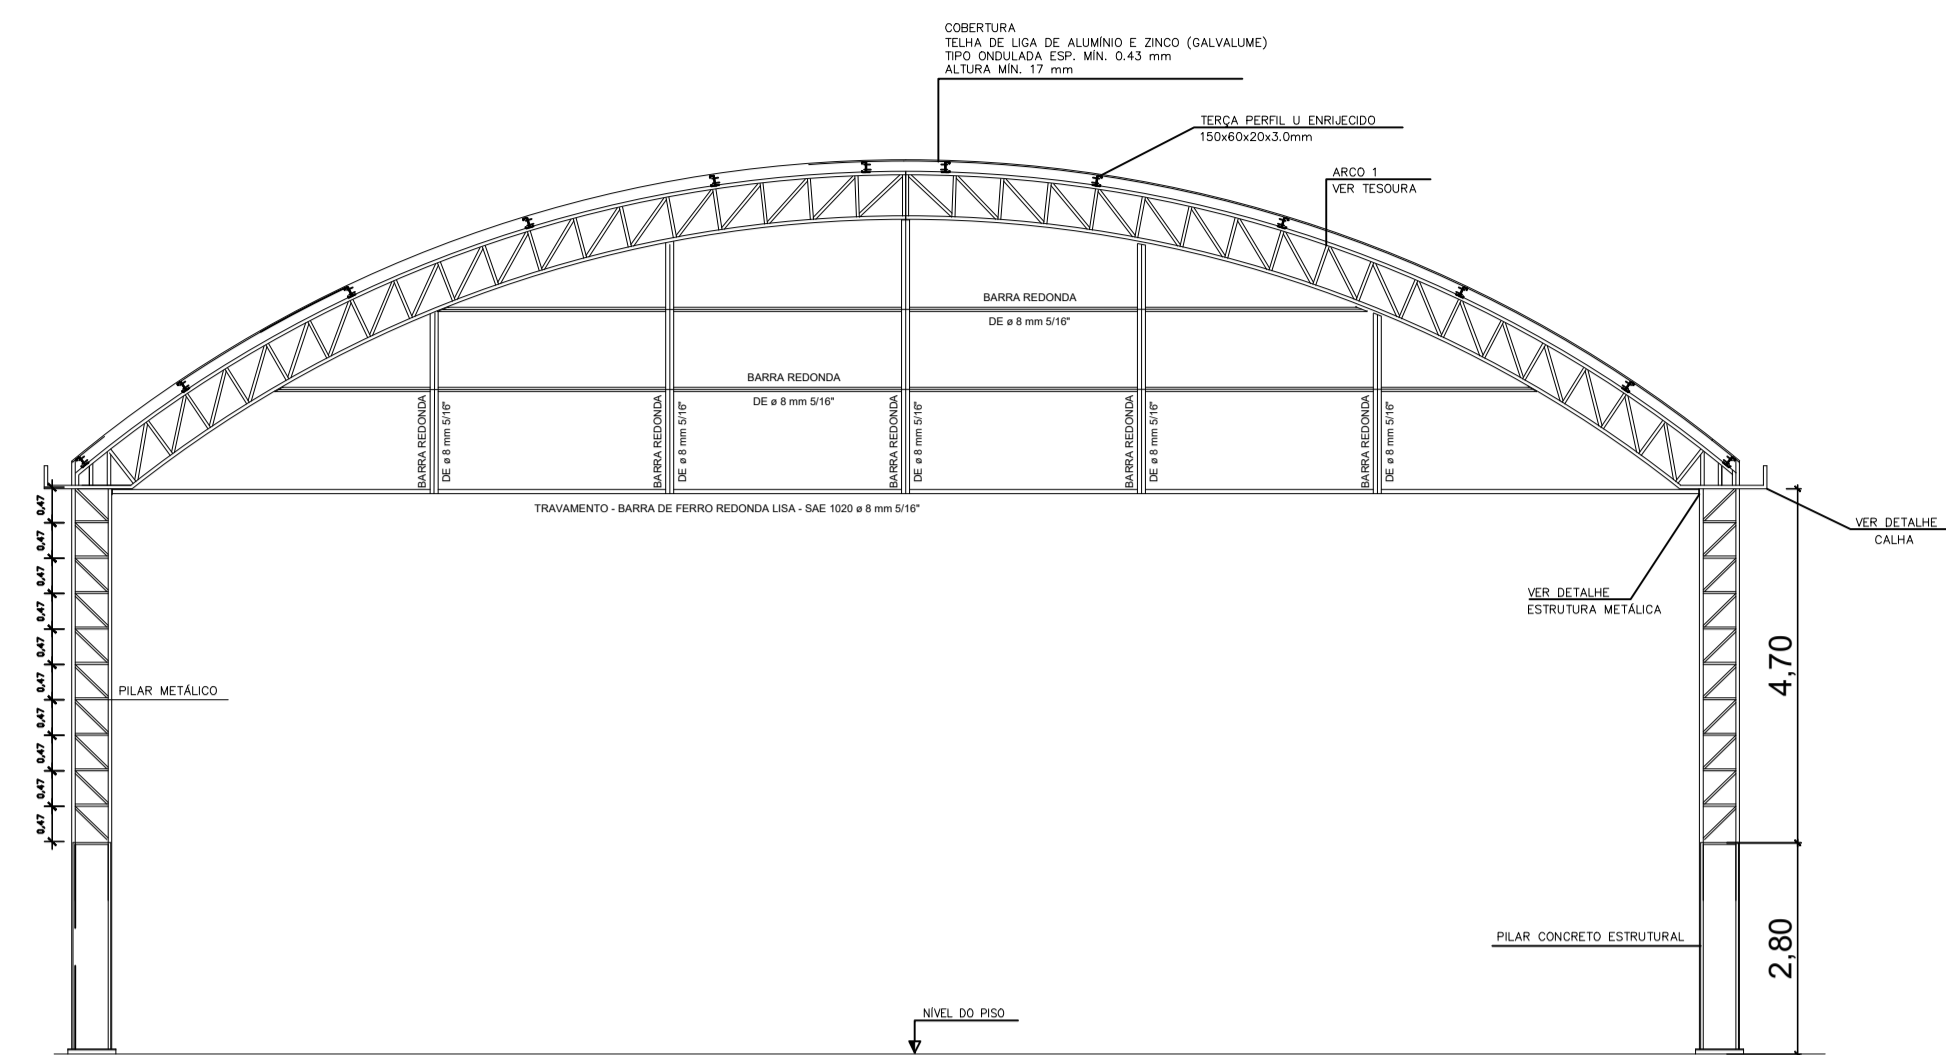 COBERTURA
TELHA DE LIGA DE ALUMÍNIO E ZINCO (GALVALUME)
TIPO ONDULADA ESP. MÍN. 0.43 mm
ALTURA MÍN. 17 mm
TERÇA PERFIL U ENRIJECIDO
150x60x20x3.0mm
ARCO 1
VER TESOURA
BARRA REDONDA
DE ø 8 mm 5/16"
BARRA REDONDA
DE ø 8 mm 5/16"
BARRA REDONDA
DE ø 8 mm 5/16"
BARRA REDONDA
DE ø 8 mm 5/16"
BARRA REDONDA
DE ø 8 mm 5/16"
BARRA REDONDA
DE ø 8 mm 5/16"
BARRA REDONDA
DE ø 8 mm 5/16"
TRAVAMENTO - BARRA DE FERRO REDONDA LISA - SAE 1020 ø 8 mm 5/16"
VER DETALHE
CALHA
VER DETALHE
ESTRUTURA METÁLICA
0,47
0,47
0,47
0,47
0,47
0,47
0,47
0,47
0,47
0,47
PILAR METÁLICO
4,70
PILAR CONCRETO ESTRUTURAL
2,80
NÍVEL DO PISO